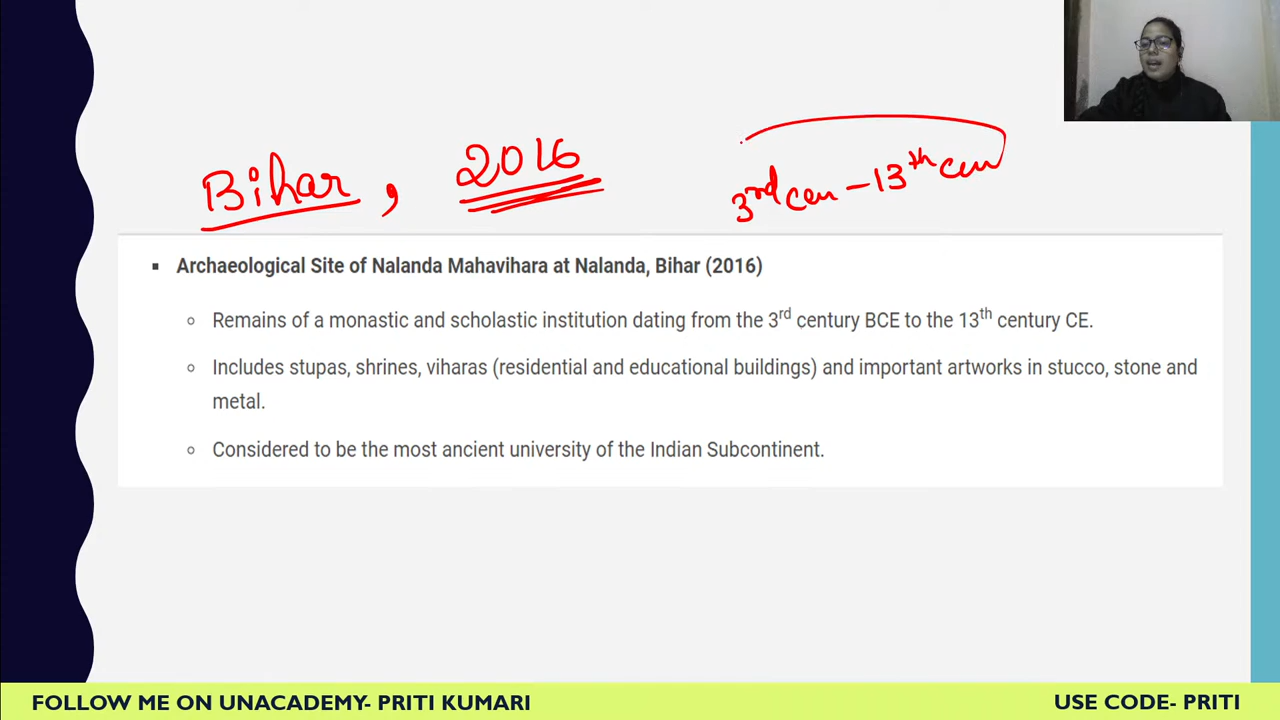 Bihar, 2016
3rd cen – 13th cen
▪ Archaeological Site of Nalanda Mahavihara at Nalanda, Bihar (2016)
○ Remains of a monastic and scholastic institution dating from the 3rd century BCE to the 13th century CE.
○ Includes stupas, shrines, viharas (residential and educational buildings) and important artworks in stucco, stone and
metal.
○ Considered to be the most ancient university of the Indian Subcontinent.
FOLLOW ME ON UNACADEMY- PRITI KUMARI
USE CODE- PRITI